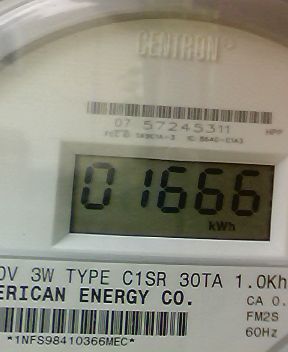 CENTRON®
07 57245311
HPP
01666
kWh
0V 3W TYPE C1SR 30TA 1.0Kh
ERICAN ENERGY CO.
CA 0.
FM2S
60Hz
*1NFS98410366MEC*